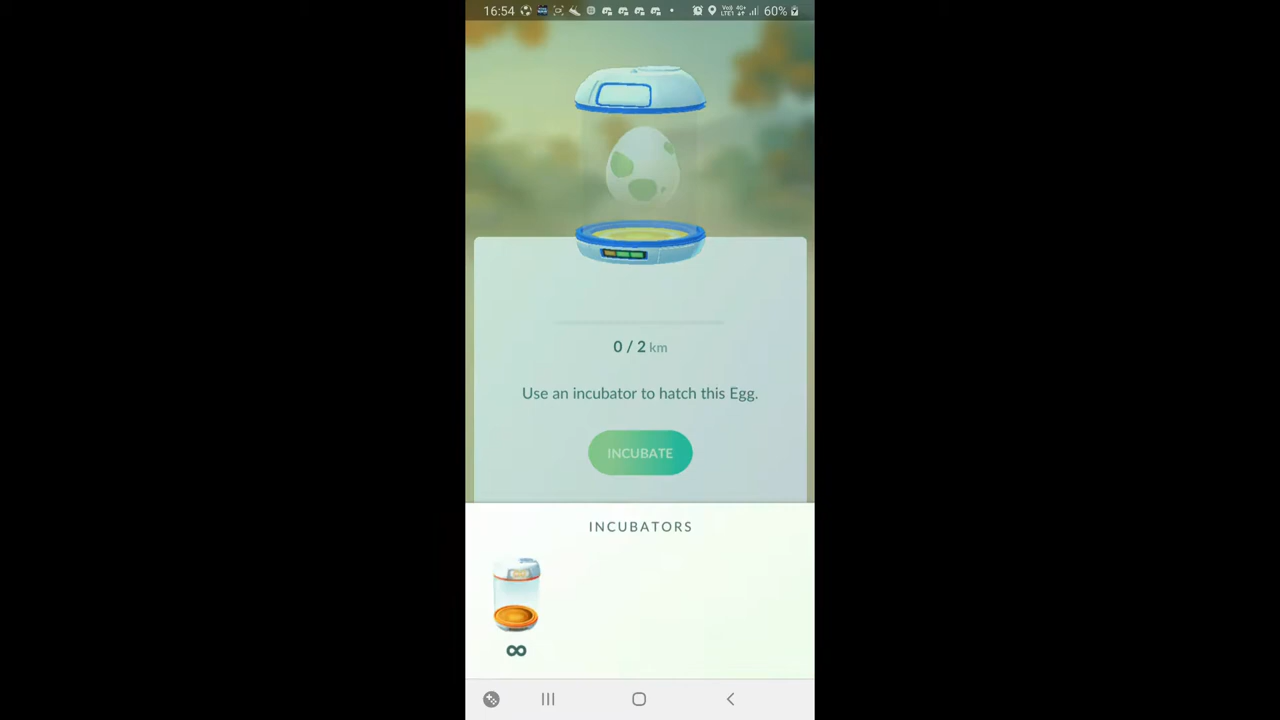 16:54 60%
0 / 2 km
Use an incubator to hatch this Egg.
INCUBATE
INCUBATORS
∞